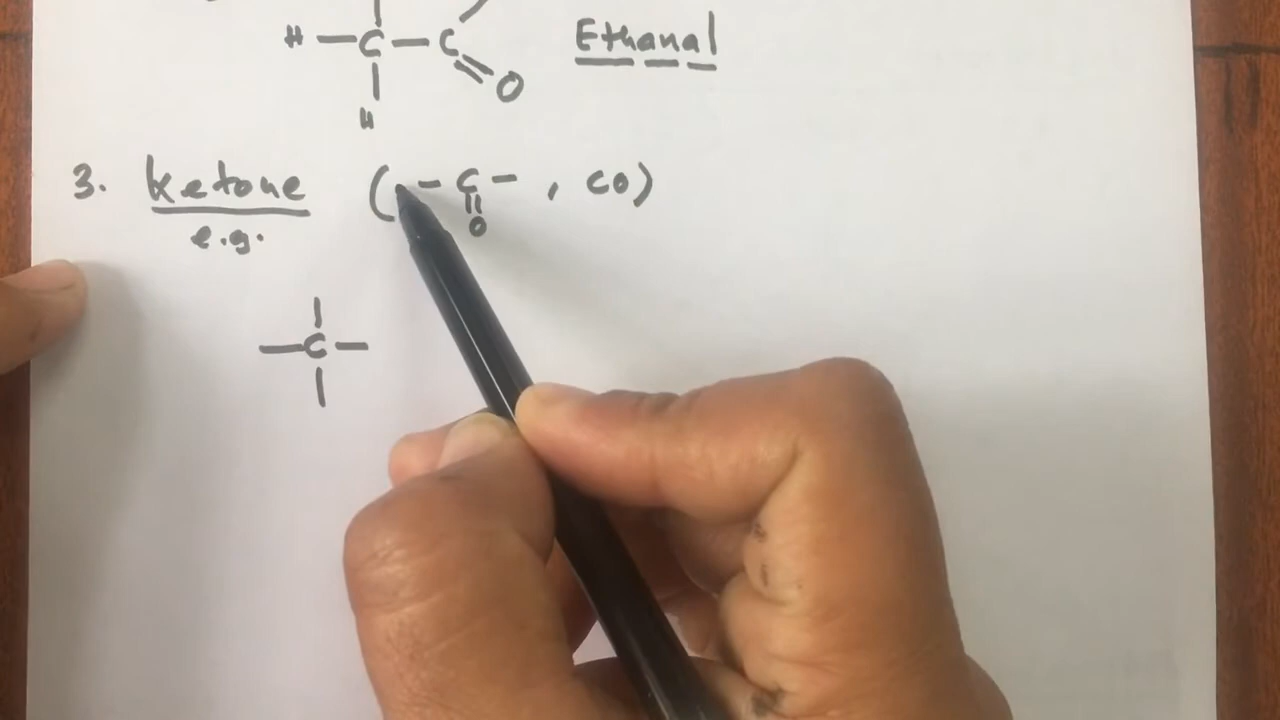 H — C — C Ethanal
O
H
3. ketone ( – C – , CO)
O
e.g.
C